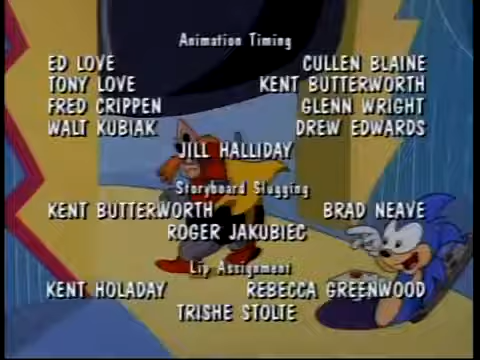 Animation Timing
ED LOVE CULLEN BLAINE
TONY LOVE KENT BUTTERWORTH
FRED CRIPPEN GLENN WRIGHT
WALT KUBIAK DREW EDWARDS
JILL HALLIDAY
Storyboard Slugging
KENT BUTTERWORTH BRAD NEAVE
ROGER JAKUBIEC
Lip Assignment
KENT HOLADAY REBECCA GREENWOOD
TRISHE STOLTE